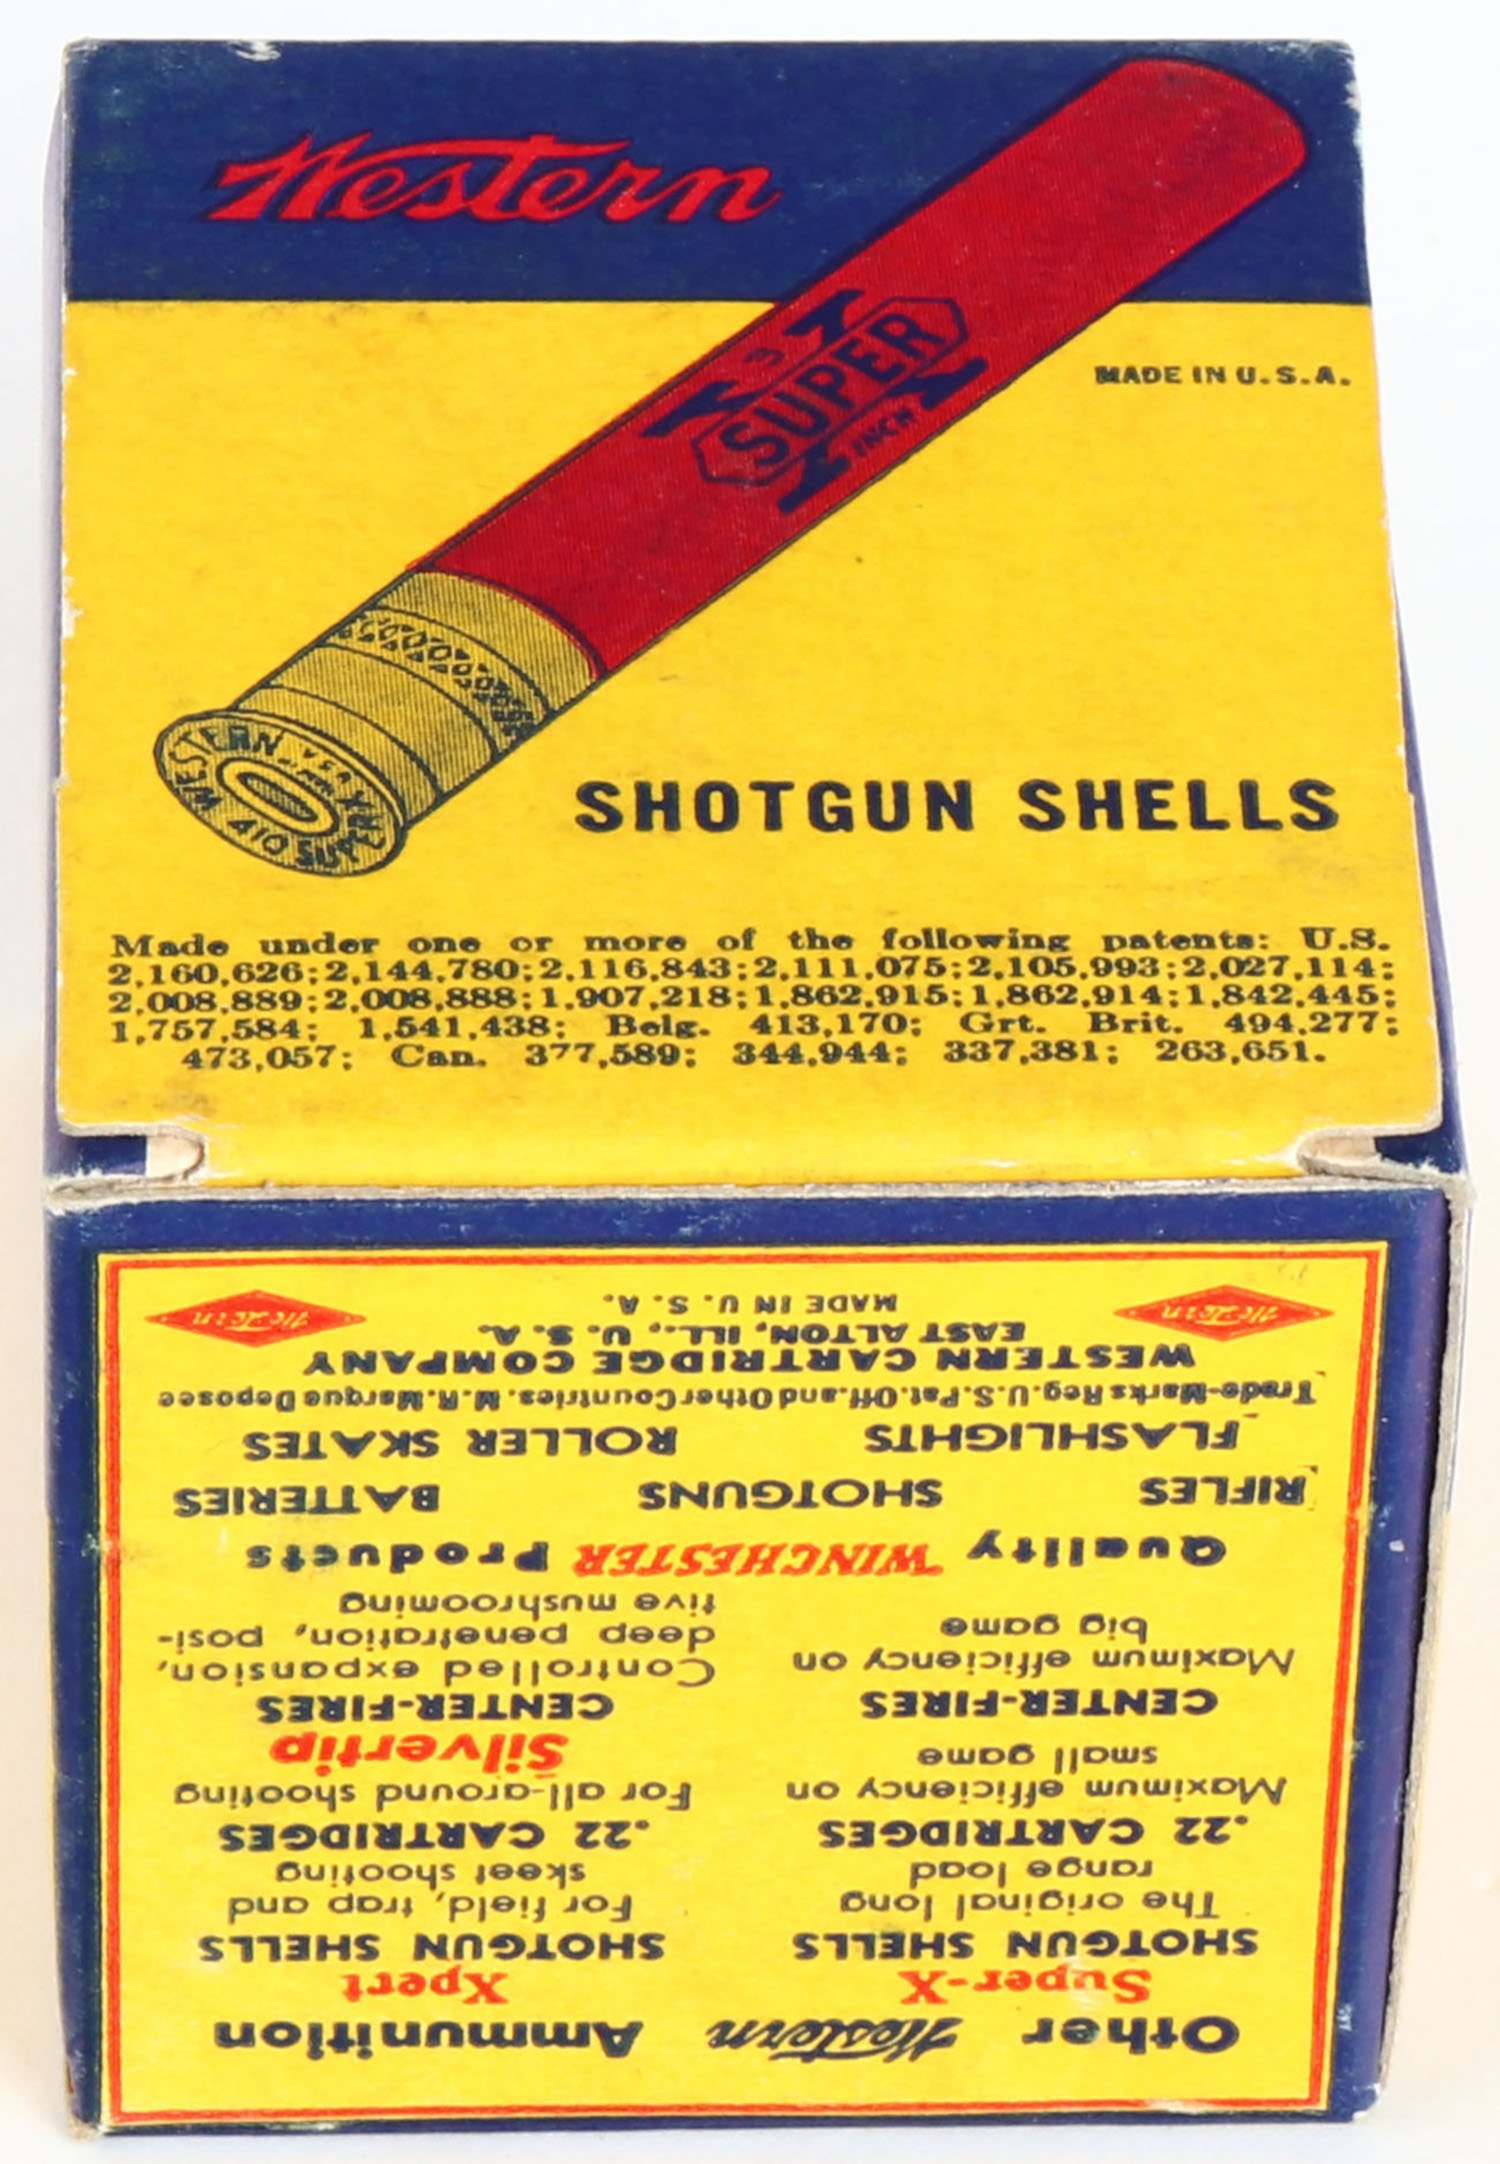 Western
3
SUPER
INCH
X
MADE IN U.S.A.
WESTERN
410 SUPER X
SHOTGUN SHELLS
Made under one or more of the following patents: U.S.
2,160,626; 2,144,780; 2,116,843; 2,111,075; 2,105,993; 2,027,114;
2,008,889; 2,008,888; 1,907,218; 1,862,915; 1,862,914; 1,842,445;
1,757,584; 1,541,438; Belg. 413,170; Grt. Brit. 494,277;
473,057; Can. 377,589; 344,944; 337,381; 263,651.
Other Western Ammunition
Super-X
SHOTGUN SHELLS
The original long
range load
.22 CARTRIDGES
Maximum efficiency on
small game
CENTER-FIRES
Maximum efficiency on
big game
Xpert
SHOTGUN SHELLS
For field, trap and
skeet shooting
.22 CARTRIDGES
For all-around shooting
Silvertip
CENTER-FIRES
Controlled expansion,
deep penetration, posi-
tive mushrooming
Quality WINCHESTER Products
RIFLES SHOTGUNS BATTERIES
FLASHLIGHTS ROLLER SKATES
Trade-Marks Reg. U.S. Pat. Off. and Other Countries. M.R. Marque Deposee
WESTERN CARTRIDGE COMPANY
EAST ALTON, ILL., U.S.A.
MADE IN U.S.A.
Western
Western